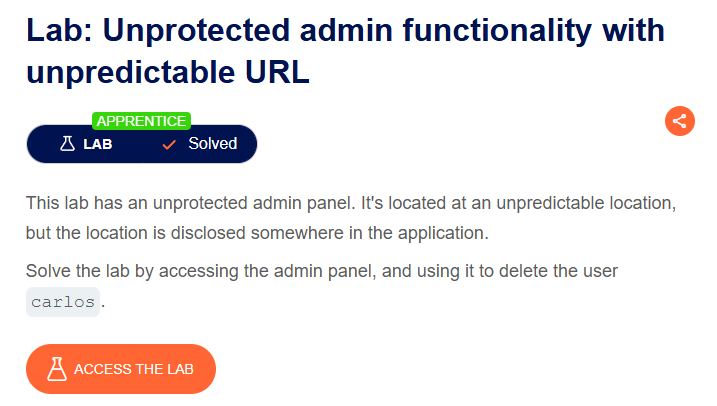 Lab: Unprotected admin functionality with
unpredictable URL
APPRENTICE
LAB Solved
This lab has an unprotected admin panel. It's located at an unpredictable location,
but the location is disclosed somewhere in the application.
Solve the lab by accessing the admin panel, and using it to delete the user
carlos.
ACCESS THE LAB